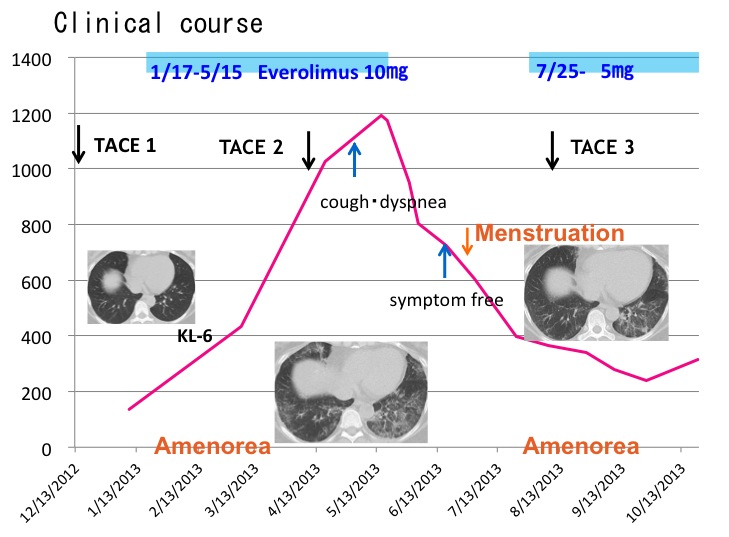 Clinical course
1400
1200
1000
800
600
400
200
0
1/17-5/15 Everolimus 10mg
7/25- 5mg
TACE 1
TACE 2
TACE 3
cough・dyspnea
Menstruation
symptom free
KL-6
Amenorea
Amenorea
12/13/2012
1/13/2013
2/13/2013
3/13/2013
4/13/2013
5/13/2013
6/13/2013
7/13/2013
8/13/2013
9/13/2013
10/13/2013